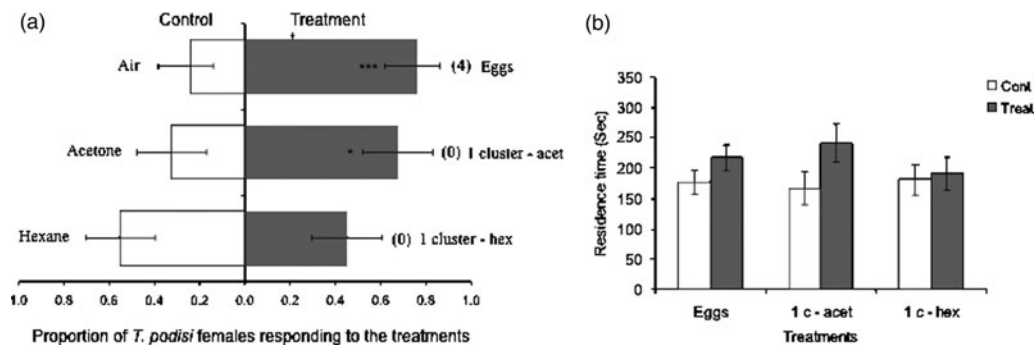 (a)
Control Treatment
Air *** (4) Eggs
Acetone * (0) 1 cluster - acet
Hexane (0) 1 cluster - hex
1.0 0.8 0.6 0.4 0.2 0.0 0.2 0.4 0.6 0.8 1.0
Proportion of T. podisi females responding to the treatments
(b)
Residence time (Sec)
350
300
250
200
150
100
50
0
Cont
Treat
Eggs 1 c - acet 1 c - hex
Treatments